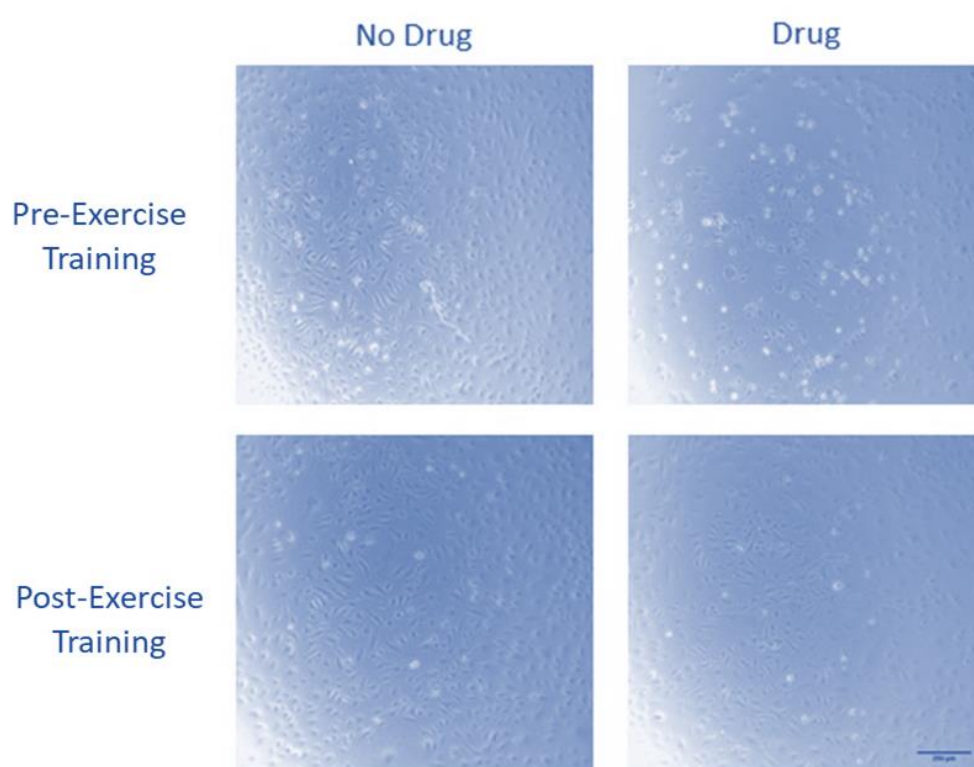 No Drug
Drug
Pre-Exercise
Training
Post-Exercise
Training